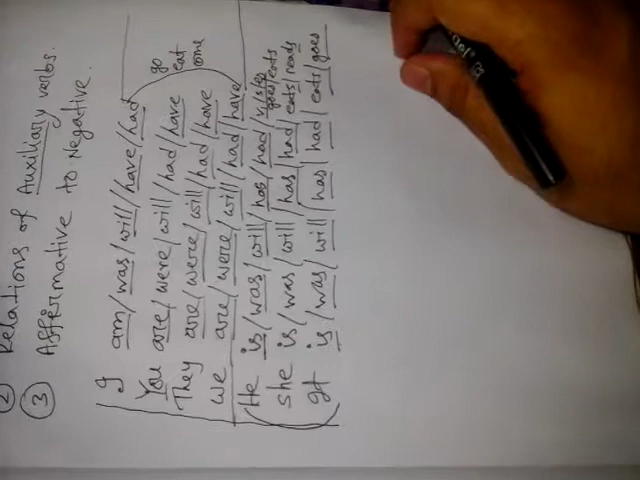 ② Relations of Auxiliary verbs.
③ Affirmative to Negative.
I am/was/will/have/had
You are/were/will/had/have
They are/were/will/had/have
We are/were/will/had/have
go
eat
come
He is/was/will/has/had v/s/es
goes/eats
She is/was/will/has/had eats/reads
It is/was/will/has/had/eats/goes